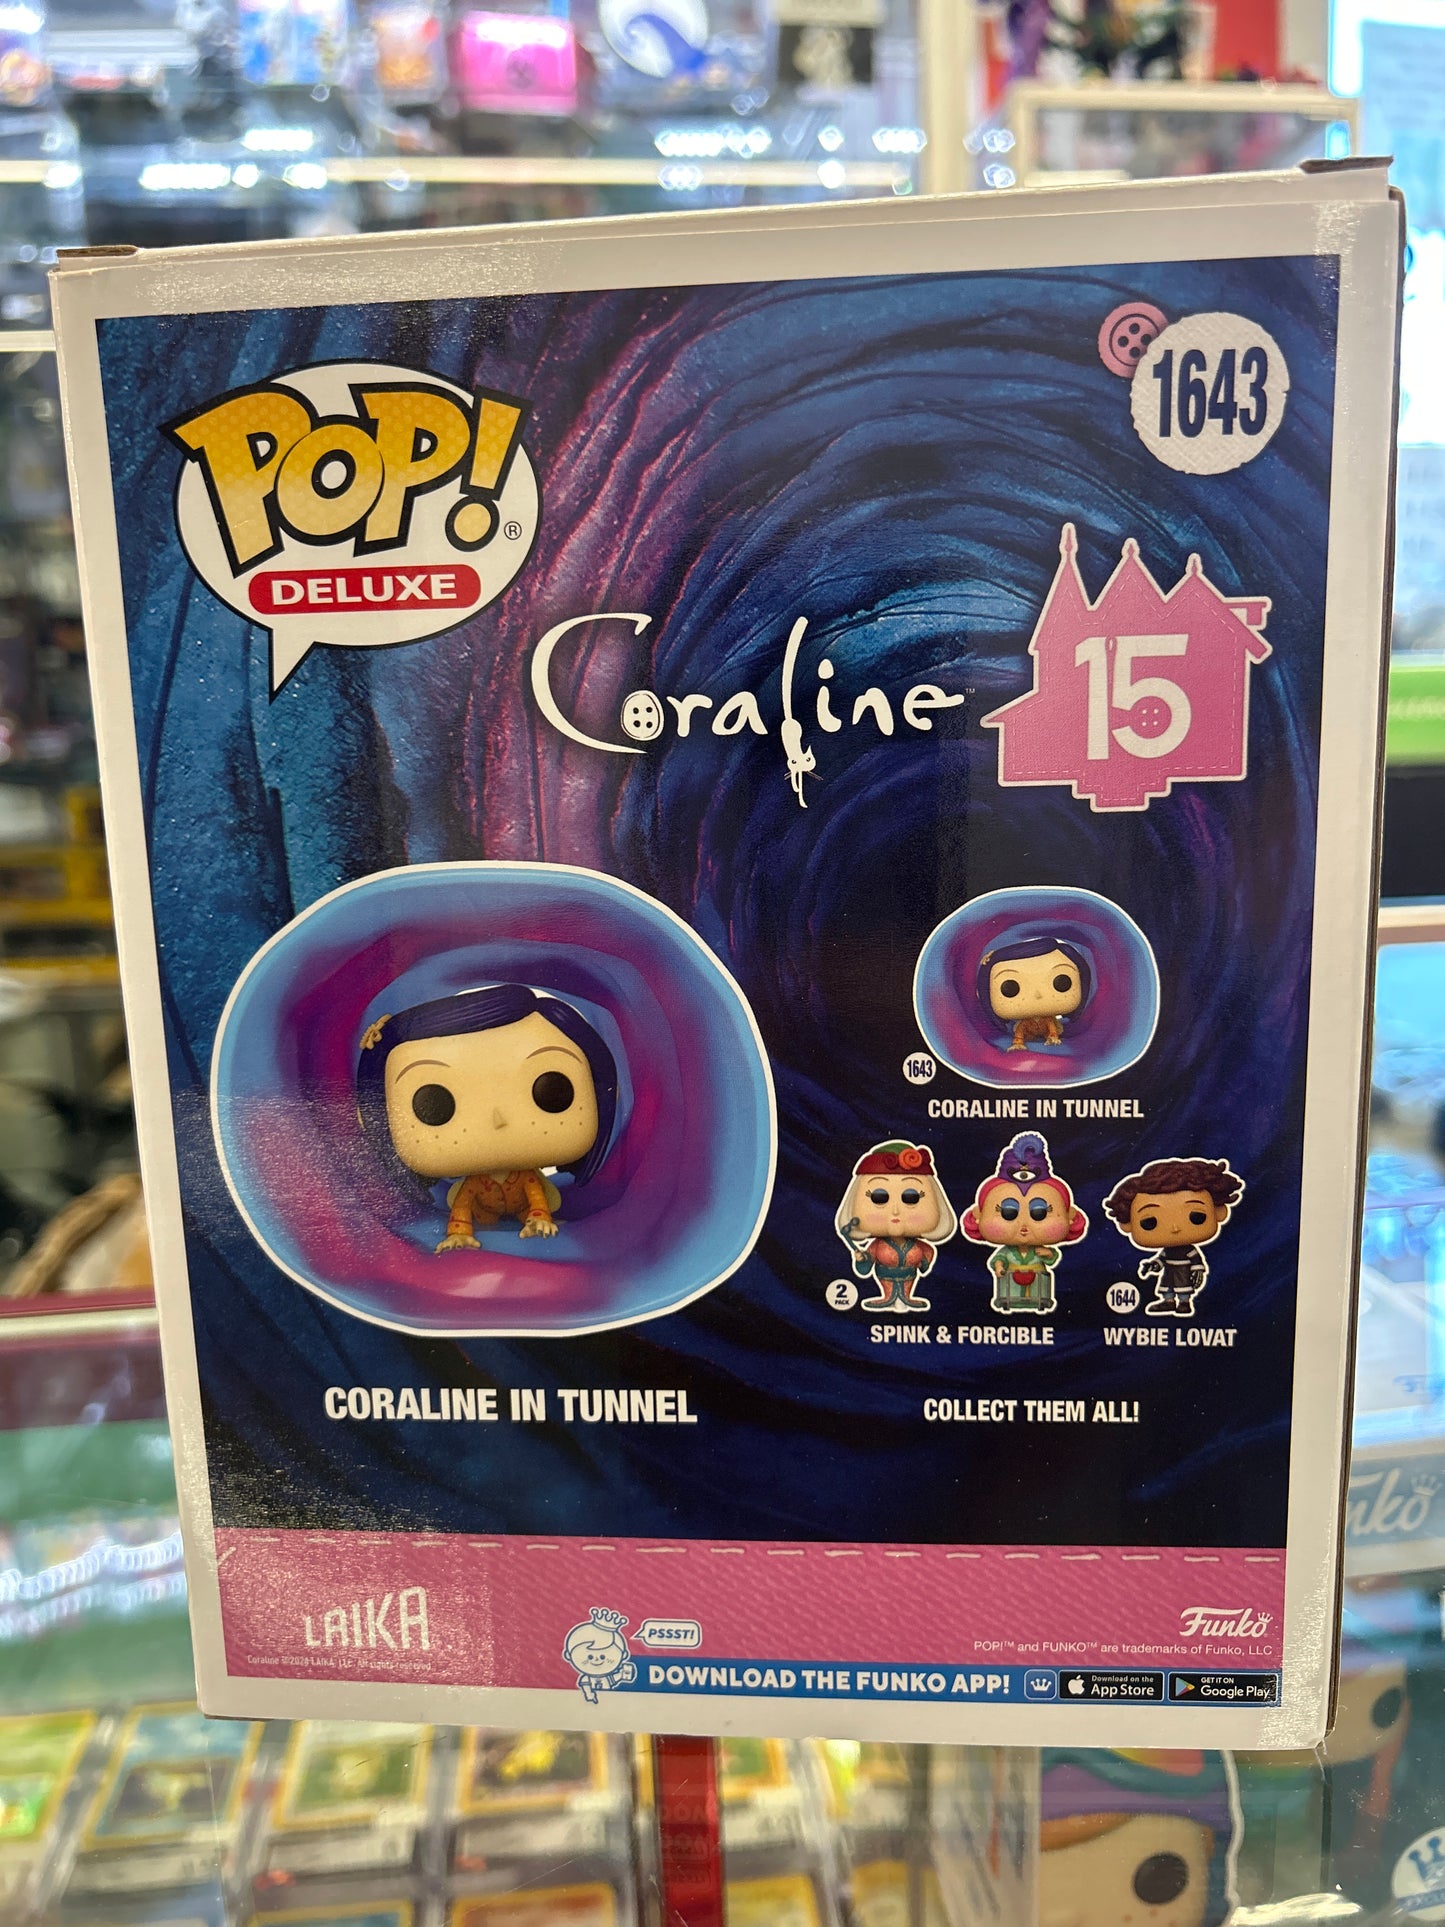 1643
POP!®
DELUXE
Coraline™
15
1643
CORALINE IN TUNNEL
2
PACK
1644
SPINK & FORCIBLE
WYBIE LOVAT
CORALINE IN TUNNEL
COLLECT THEM ALL!
LAIKA
PSSST!
Funko
POP!™ and FUNKO™ are trademarks of Funko, LLC
DOWNLOAD THE FUNKO APP!
Download on the
App Store
GET IT ON
Google Play